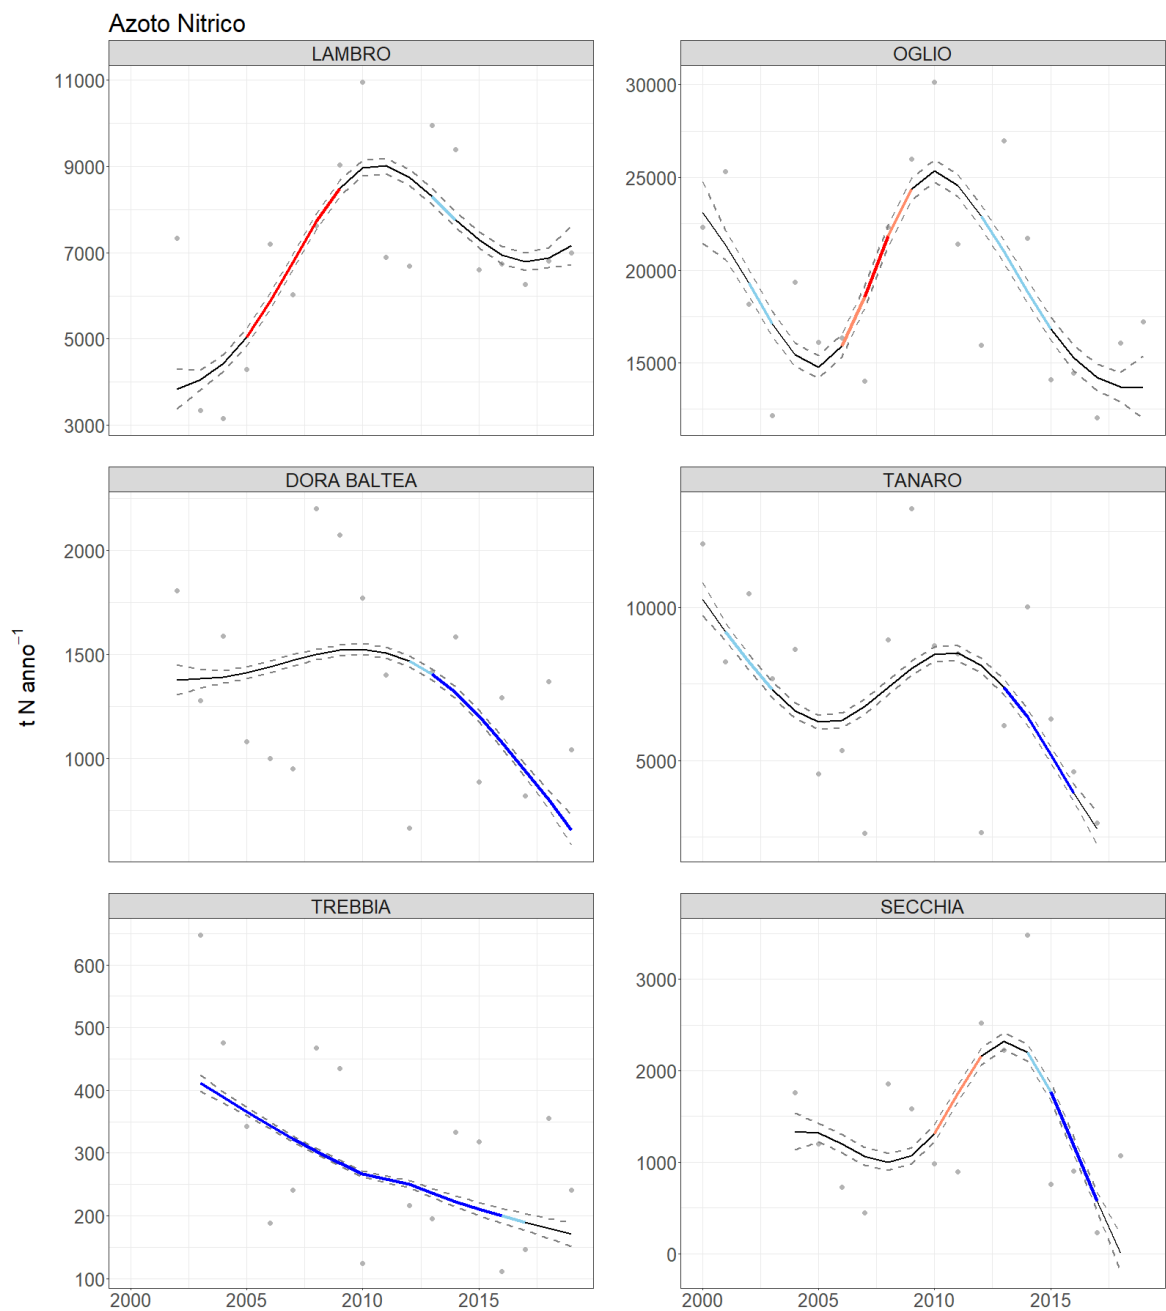 Azoto Nitrico
LAMBRO
OGLIO
11000
9000
7000
5000
3000
30000
25000
20000
15000
DORA BALTEA
TANARO
2000
1500
1000
10000
5000
t N anno⁻¹
TREBBIA
SECCHIA
600
500
400
300
200
100
3000
2000
1000
0
2000 2005 2010 2015
2000 2005 2010 2015